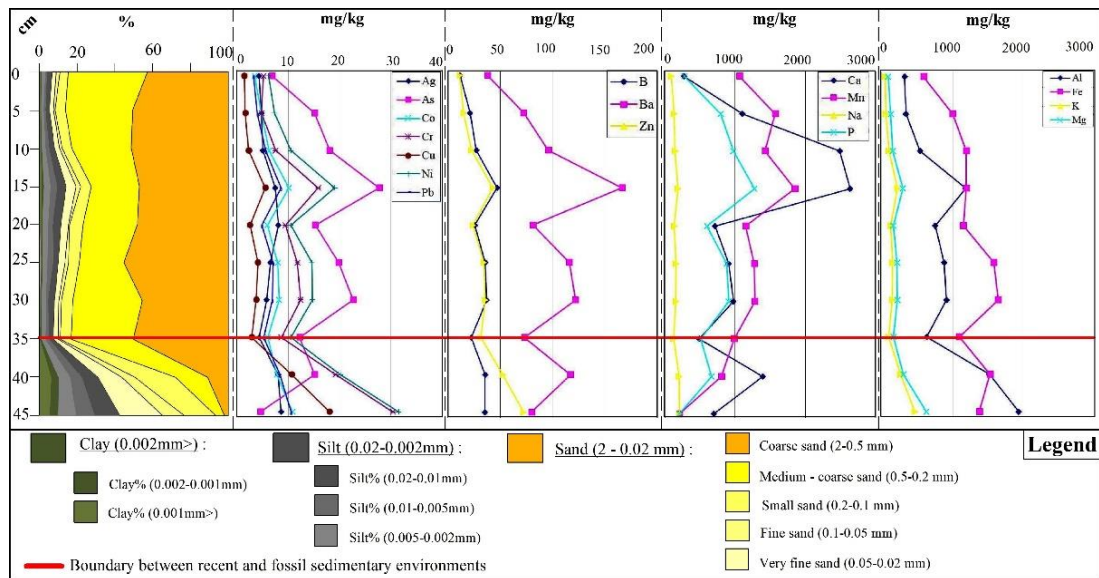 cm
%
mg/kg
mg/kg
mg/kg
mg/kg
0 20 60 100
0 10 20 30 40
0 50 100 150 200
0 1000 2000 3000
0 1000 2000 3000
0
5
10
15
20
25
30
35
40
45
Ag
As
Co
Cr
Cu
Ni
Pb
B
Ba
Zn
Ca
Mn
Na
P
Al
Fe
K
Mg
Legend
Clay (0.002mm>) :
Clay% (0.002-0.001mm)
Clay% (0.001mm>)
Silt (0.02-0.002mm) :
Silt% (0.02-0.01mm)
Silt% (0.01-0.005mm)
Silt% (0.005-0.002mm)
Sand (2 - 0.02 mm) :
Coarse sand (2-0.5 mm)
Medium - coarse sand (0.5-0.2 mm)
Small sand (0.2-0.1 mm)
Fine sand (0.1-0.05 mm)
Very fine sand (0.05-0.02 mm)
Boundary between recent and fossil sedimentary environments